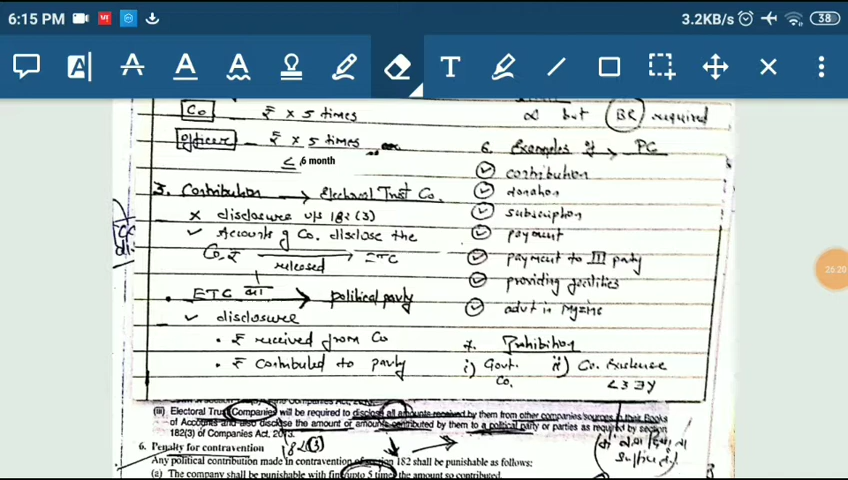 6:15 PM
3.2KB/s
38
Co ₹ x 5 times
officer ₹ x 5 times
≤ 6 month
3. Contribution → Electoral Trust Co.
x disclosure u/s 182(3)
✓ Accounts of Co. disclose the
Co. ₹ → ETC
released
• ETC → political party
✓ disclosure
• ₹ received from Co
• ₹ contributed to party
∝ but BR required
6. Examples of → PC
contribution
donation
subscription
payment
payment to III party
providing facilities
advt in
7. Prohibition
i) Govt. Co.
ii) Co. Existence < 3 FY
26:20
(iii) Electoral Trust Companies will be required to disclose all amounts received by them from other companies/sources in their Books
of Accounts and also disclose the amount or amounts contributed by them to a political party or parties as required by section
182(3) of Companies Act, 2013.
182(3)
6. Penalty for contravention
Any political contribution made in contravention of section 182 shall be punishable as follows:
(a) The company shall be punishable with fine upto 5 times the amount so contributed.